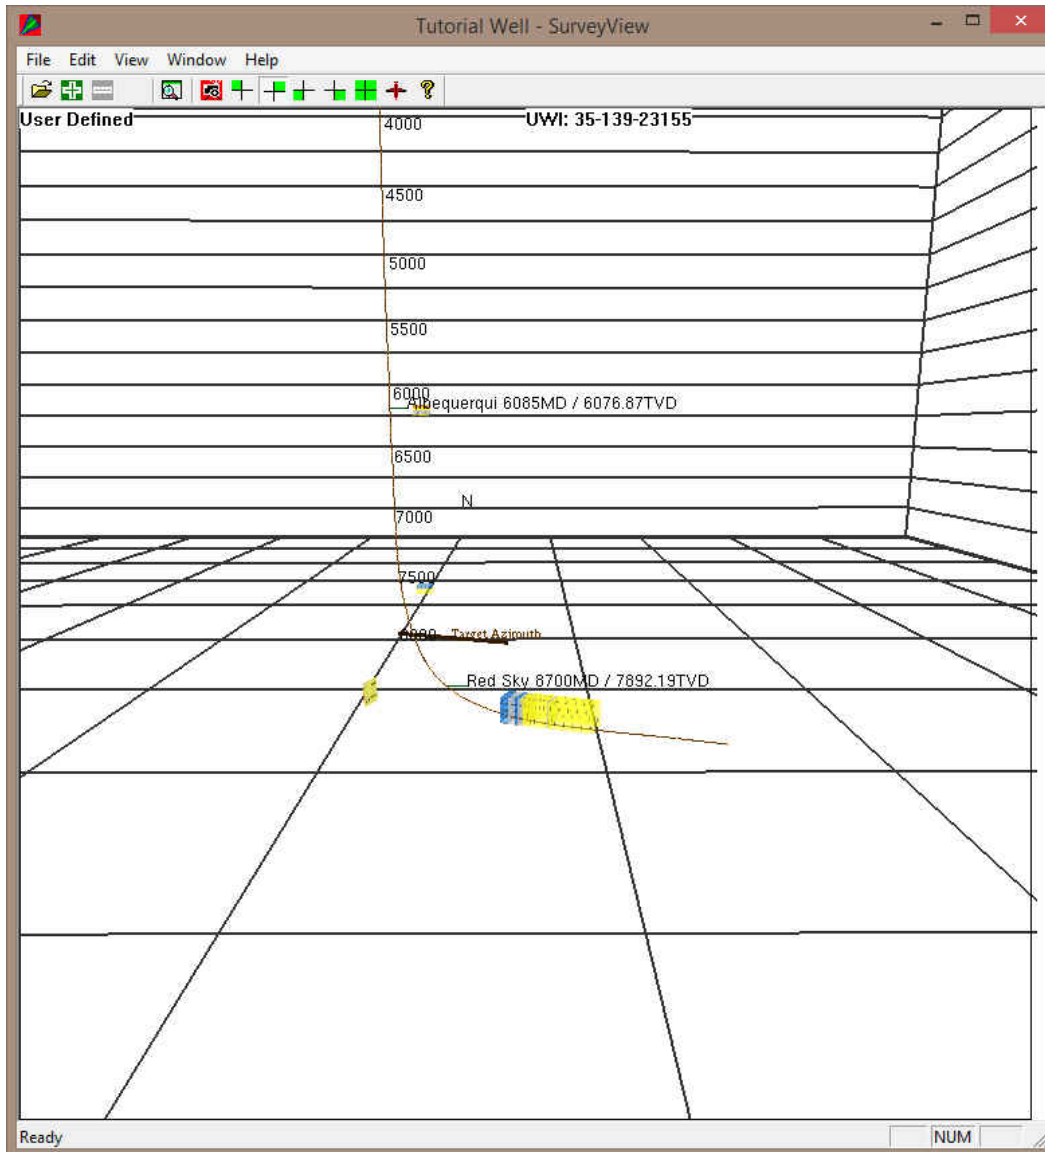 Tutorial Well - SurveyView
File Edit View Window Help
User Defined
UWI: 35-139-23155
4000
4500
5000
5500
6000
Albequerqui 6085MD / 6076.87TVD
6500
N
7000
7500
Target Azimuth
Red Sky 8700MD / 7892.19TVD
Ready
NUM